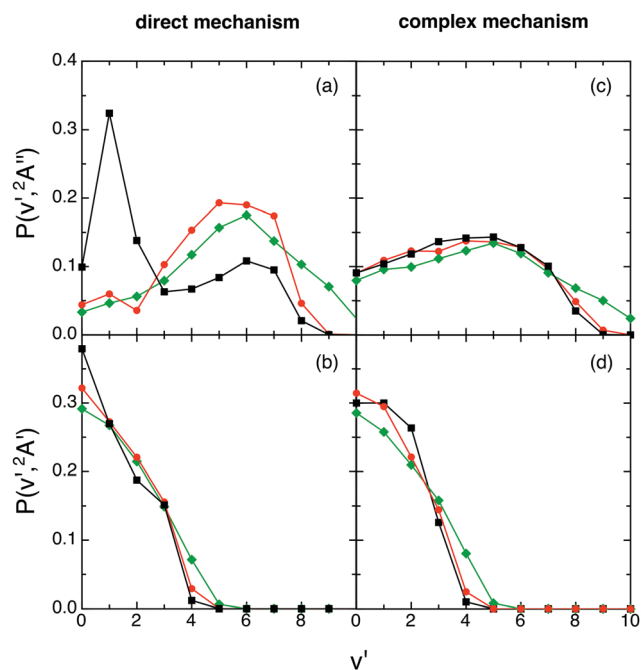 direct mechanism complex mechanism
0.4 (a) (c)
0.3
P(v',²A'')
0.2
0.1
0.0
(b) (d)
0.3
P(v',²A')
0.2
0.1
0.0
0 2 4 6 8 0 2 4 6 8 10
v'